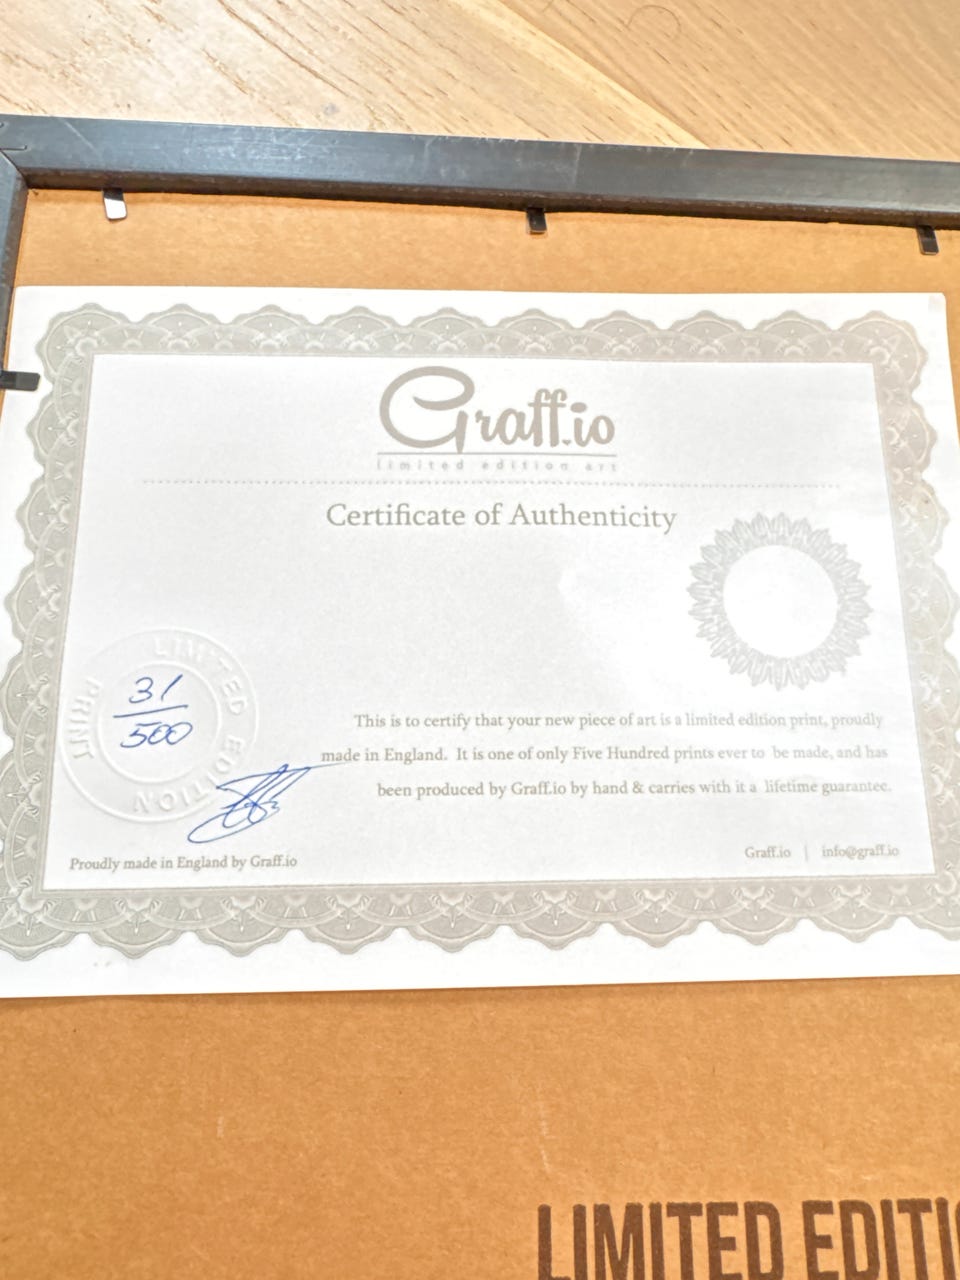 Graff.io
limited edition art
Certificate of Authenticity
LIMITED EDITION PRINT
31/500
This is to certify that your new piece of art is a limited edition print, proudly
made in England. It is one of only Five Hundred prints ever to be made, and has
been produced by Graff.io by hand & carries with it a lifetime guarantee.
Proudly made in England by Graff.io
Graff.io | info@graff.io
LIMITED EDITIO